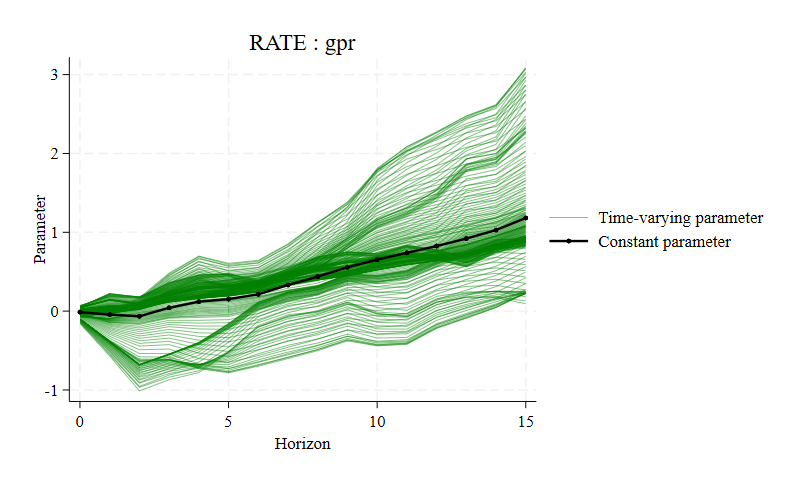 RATE : gpr
3
2
1
0
-1
Parameter
0 5 10 15
Horizon
Time-varying parameter
Constant parameter